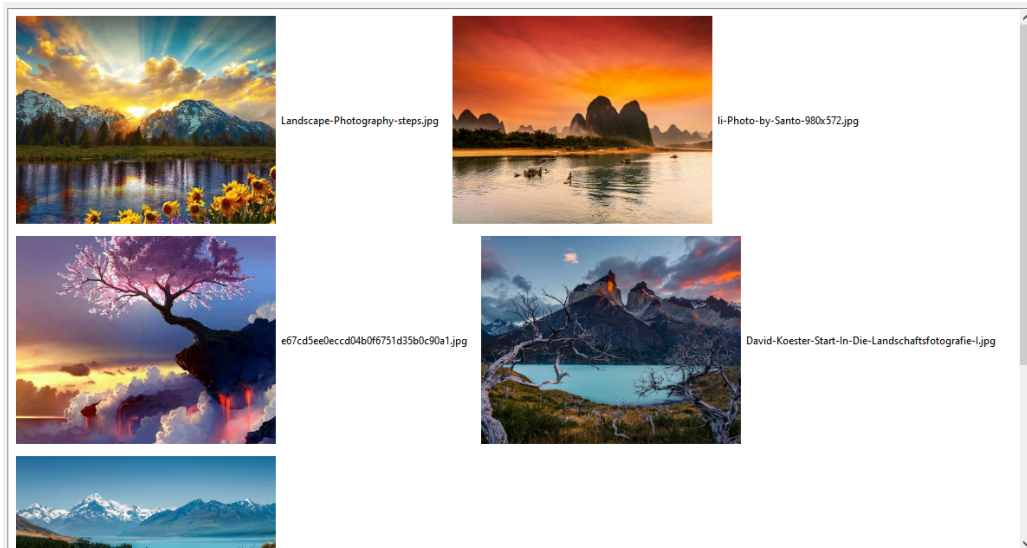 Landscape-Photography-steps.jpg
li-Photo-by-Santo-980x572.jpg
e67cd5ee0eccd04b0f6751d35b0c90a1.jpg
David-Koester-Start-In-Die-Landschaftsfotografie-I.jpg